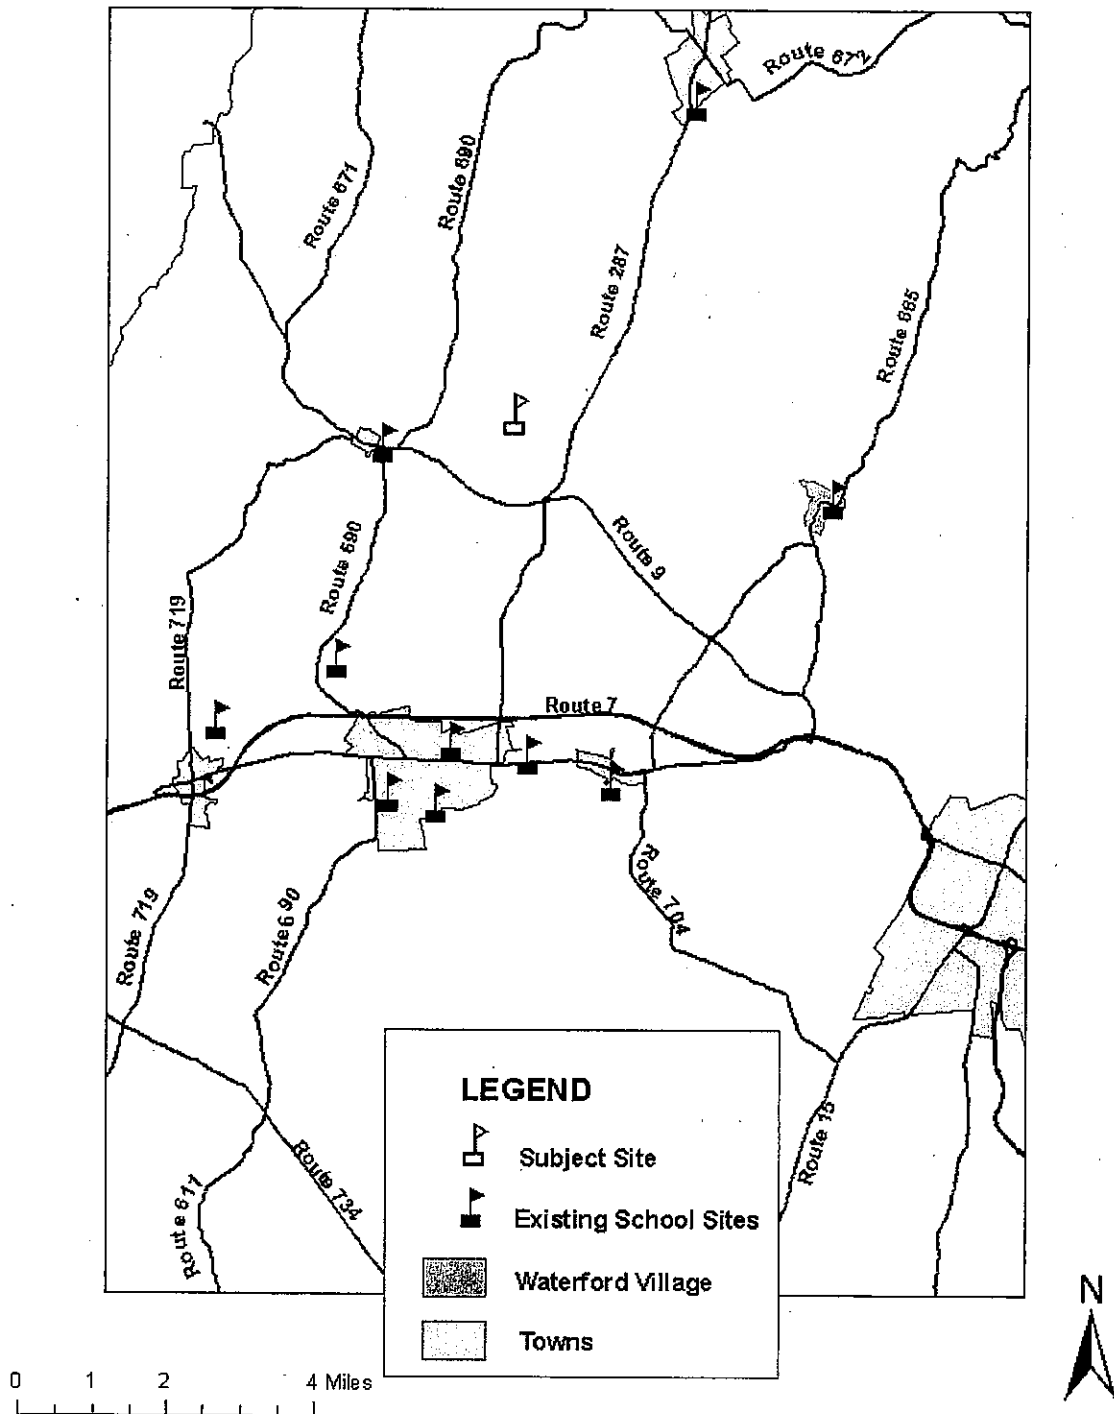 Route 672
Route 690
Route 671
Route 287
Route 665
Route 690
Route 9
Route 719
Route 7
Route 704
Route 719
Route 690
LEGEND
Subject Site
Route 15
Route 734
Existing School Sites
Route 611
Waterford Village
N
Towns
0 1 2 4 Miles